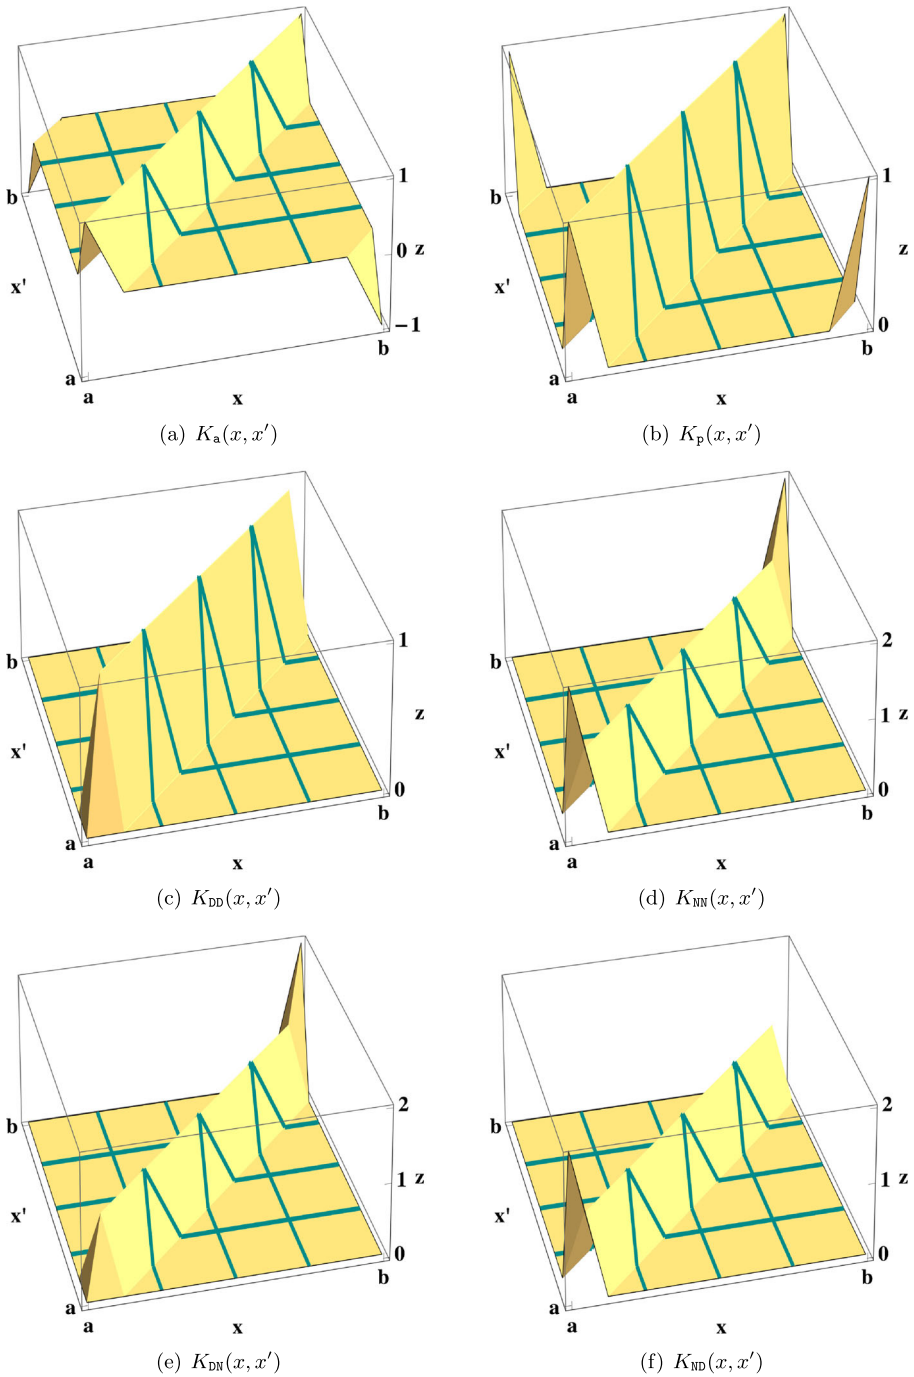 b
x'
a
a
x
b
1
0 z
−1
(a) Kₐ(x, x′)
b
x'
a
a
x
b
1
z
0
(b) Kₚ(x, x′)
b
x'
a
a
x
b
1
z
0
(c) K_DD(x, x′)
b
x'
a
a
x
b
2
1 z
0
(d) K_NN(x, x′)
b
x'
a
a
x
b
2
1 z
0
(e) K_DN(x, x′)
b
x'
a
a
x
b
2
1 z
0
(f) K_ND(x, x′)